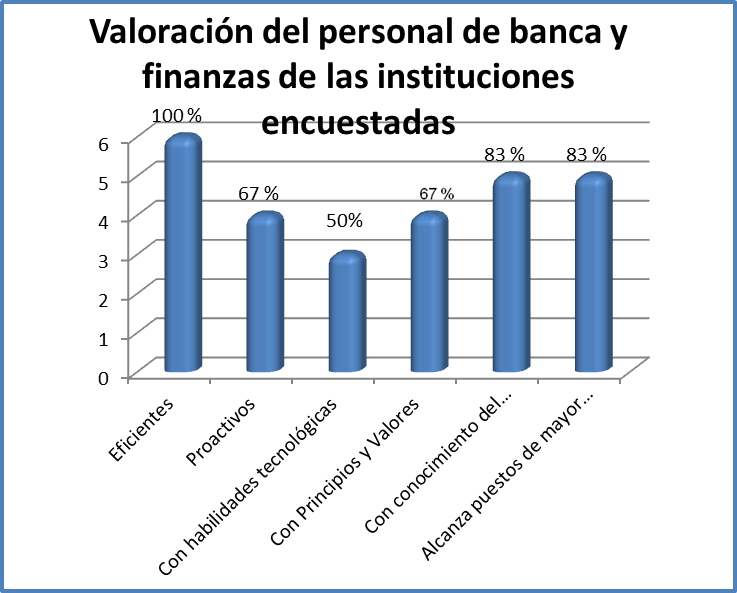 Valoración del personal de banca y
finanzas de las instituciones
encuestadas
100 %
67 %
50%
67 %
83 %
83 %
6
5
4
3
2
1
0
Eficientes
Proactivos
Con habilidades tecnológicas
Con Principios y Valores
Con conocimiento del...
Alcanza puestos de mayor...